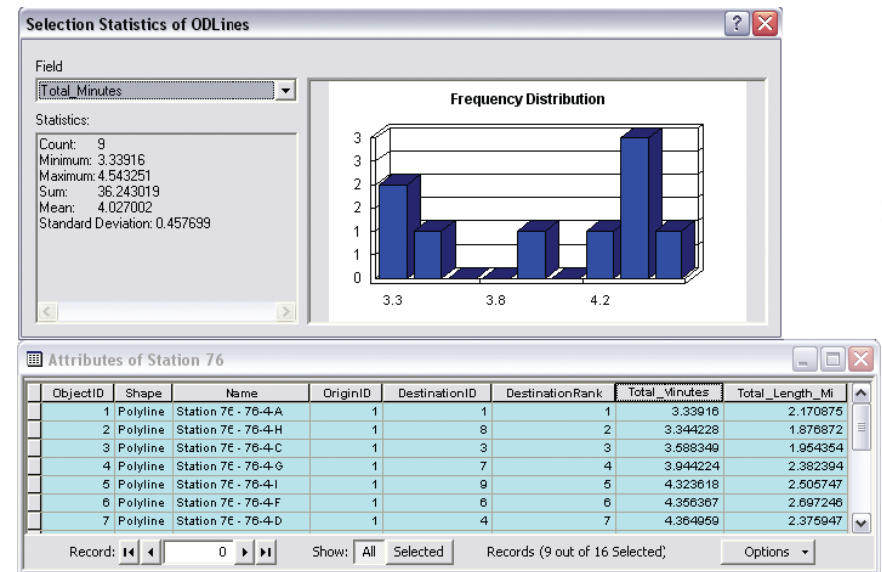 Selection Statistics of ODLines
Field
Total_Minutes
Statistics:
Count: 9
Minimum: 3.33916
Maximum: 4.543251
Sum: 36.243019
Mean: 4.027002
Standard Deviation: 0.457699
Frequency Distribution
3
3
2
2
1
1
0
3.3 3.8 4.2
Attributes of Station 76
ObjectID Shape Name OriginID DestinationID DestinationRank Total_Minutes Total_Length_Mi
1 Polyline Station 76 - 76-4-A 1 1 1 3.33916 2.170875
2 Polyline Station 76 - 76-4-H 1 8 2 3.344228 1.876872
3 Polyline Station 76 - 76-4-C 1 3 3 3.588349 1.954354
4 Polyline Station 76 - 76-4-G 1 7 4 3.944224 2.382394
5 Polyline Station 76 - 76-4-I 1 9 5 4.323618 2.505747
6 Polyline Station 76 - 76-4-F 1 6 6 4.356367 2.697246
7 Polyline Station 76 - 76-4-D 1 4 7 4.364959 2.375947
Record: 0 Show: All Selected Records (9 out of 16 Selected) Options